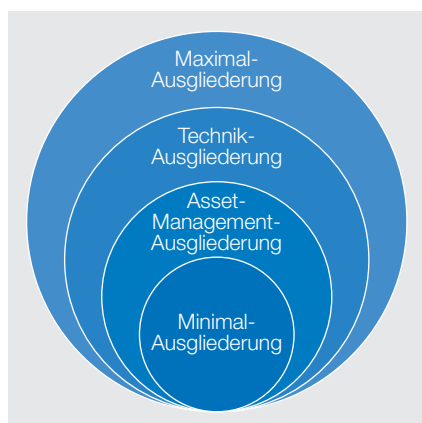 Maximal-
Ausgliederung
Technik-
Ausgliederung
Asset-
Management-
Ausgliederung
Minimal-
Ausgliederung